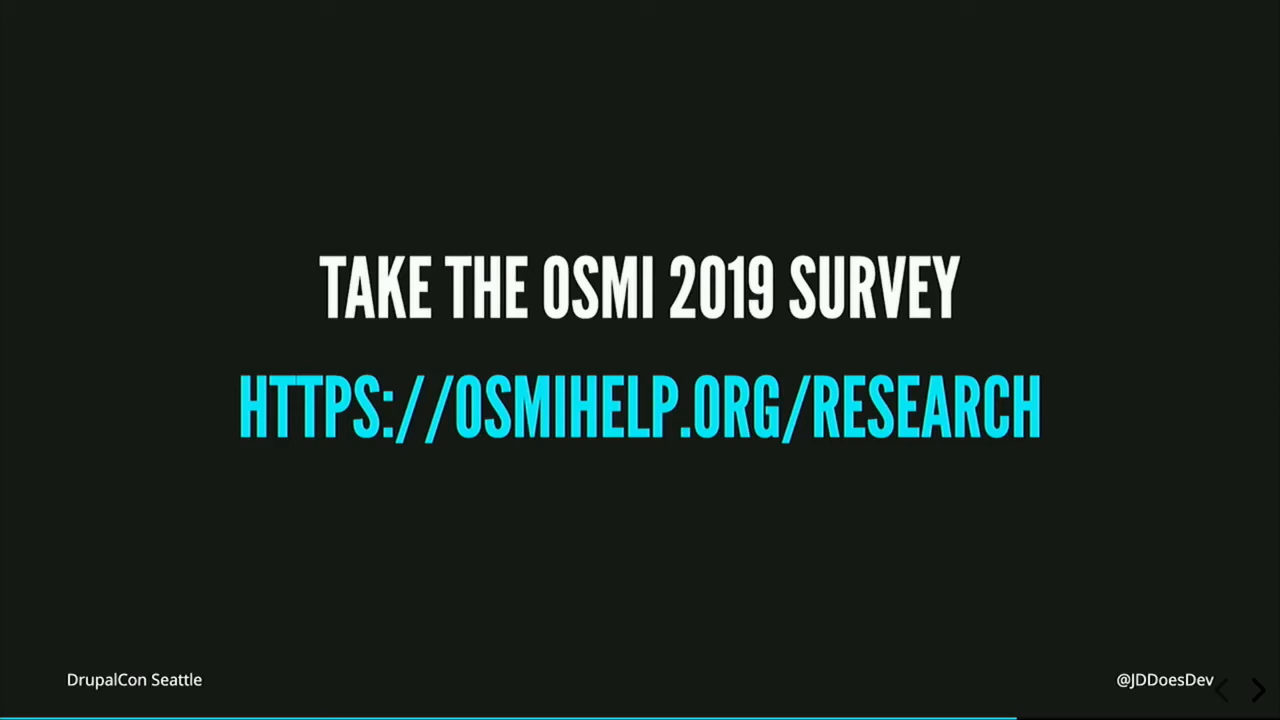 TAKE THE OSMI 2019 SURVEY
HTTPS://OSMIHELP.ORG/RESEARCH
DrupalCon Seattle
@JDDoesDev